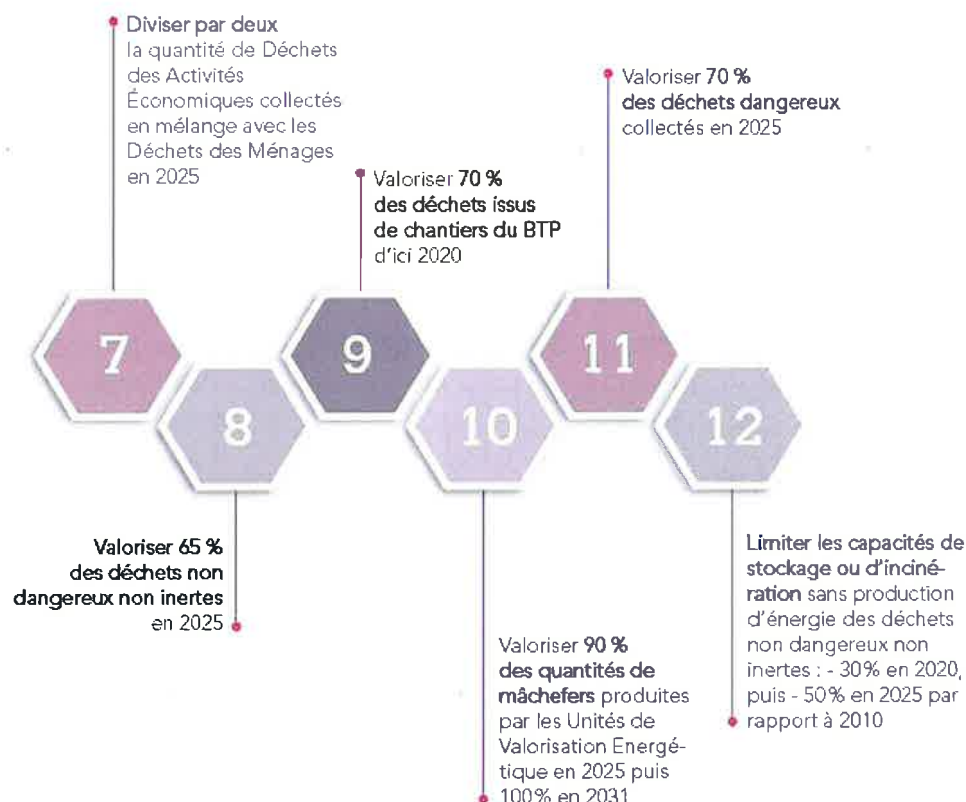 Diviser par deux
la quantité de Déchets
des Activités
Économiques collectés
en mélange avec les
Déchets des Ménages
en 2025
Valoriser 70 %
des déchets dangereux
collectés en 2025
Valoriser 70 %
des déchets issus
de chantiers du BTP
d'ici 2020
7
8
9
10
11
12
Valoriser 65 %
des déchets non
dangereux non inertes
en 2025
Valoriser 90 %
des quantités de
mâchefers produites
par les Unités de
Valorisation Energé-
tique en 2025 puis
100% en 2031
Limiter les capacités de
stockage ou d'inciné-
ration sans production
d'énergie des déchets
non dangereux non
inertes : - 30% en 2020,
puis - 50% en 2025 par
rapport à 2010